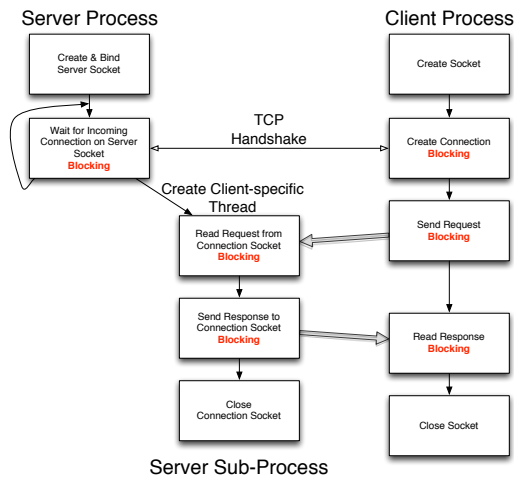 Server Process
Client Process
Create & Bind
Server Socket
Create Socket
Wait for Incoming
Connection on Server
Socket
Blocking
TCP
Handshake
Create Connection
Blocking
Create Client-specific
Thread
Read Request from
Connection Socket
Blocking
Send Request
Blocking
Send Response to
Connection Socket
Blocking
Read Response
Blocking
Close
Connection Socket
Close Socket
Server Sub-Process